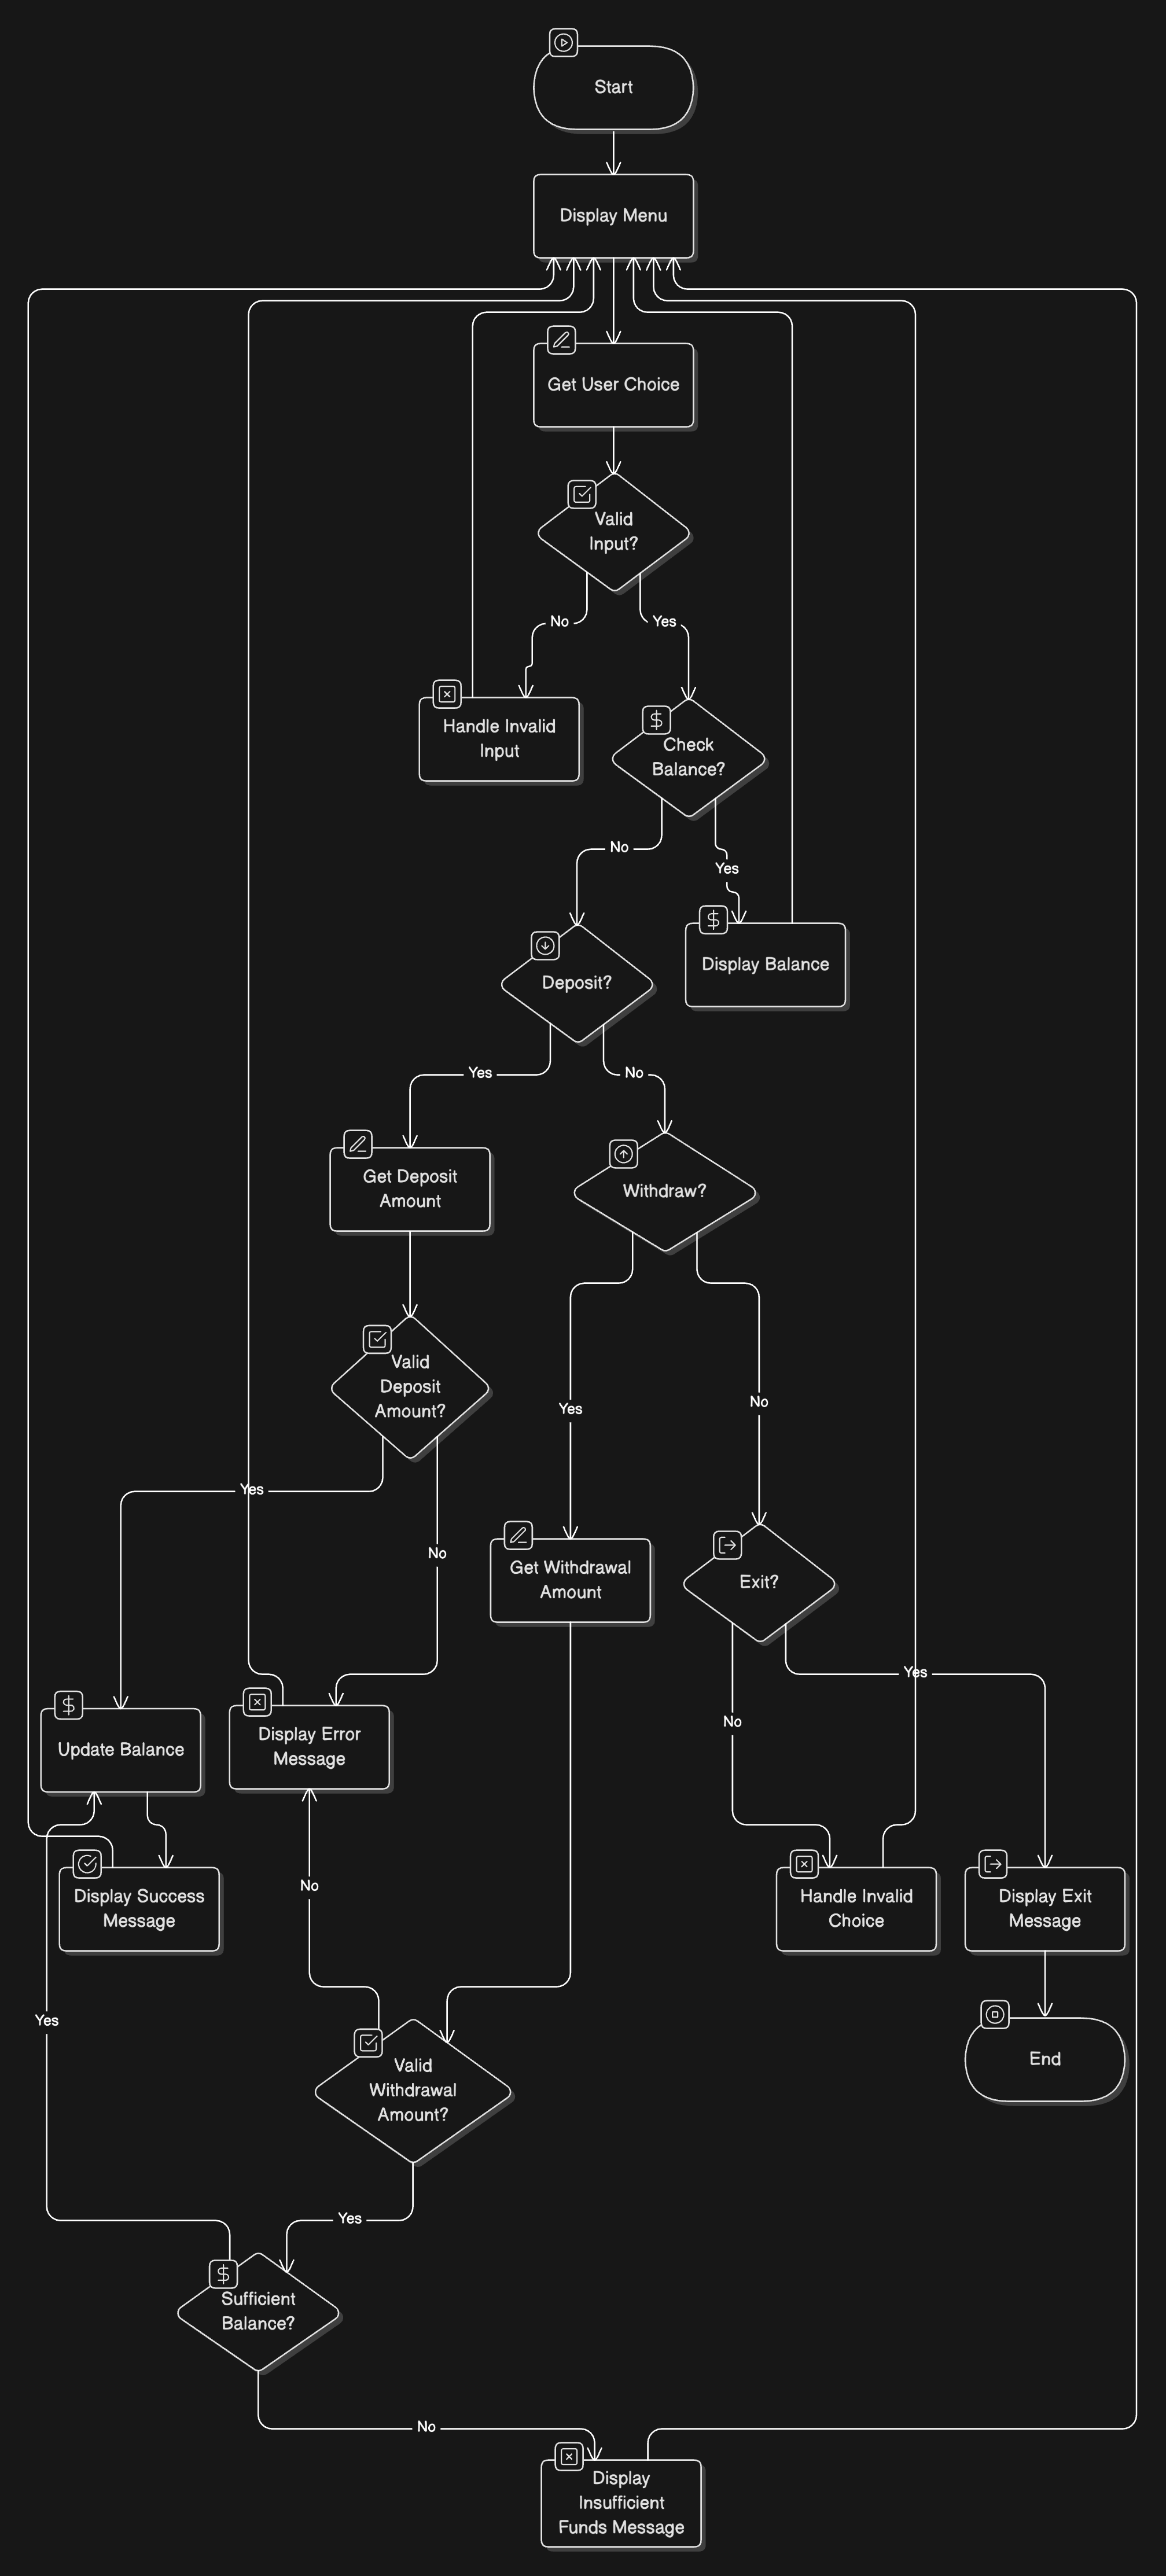 Start
Display Menu
Get User Choice
Valid
Input?
No
Yes
Handle Invalid
Input
Check
Balance?
No
Yes
Display Balance
Deposit?
Yes
No
Get Deposit
Amount
Withdraw?
Valid
Deposit
Amount?
Yes
No
Yes
No
Get Withdrawal
Amount
Exit?
Yes
No
Update Balance
Display Error
Message
No
Display Success
Message
Handle Invalid
Choice
Display Exit
Message
Yes
End
Valid
Withdrawal
Amount?
Yes
Sufficient
Balance?
No
Display
Insufficient
Funds Message